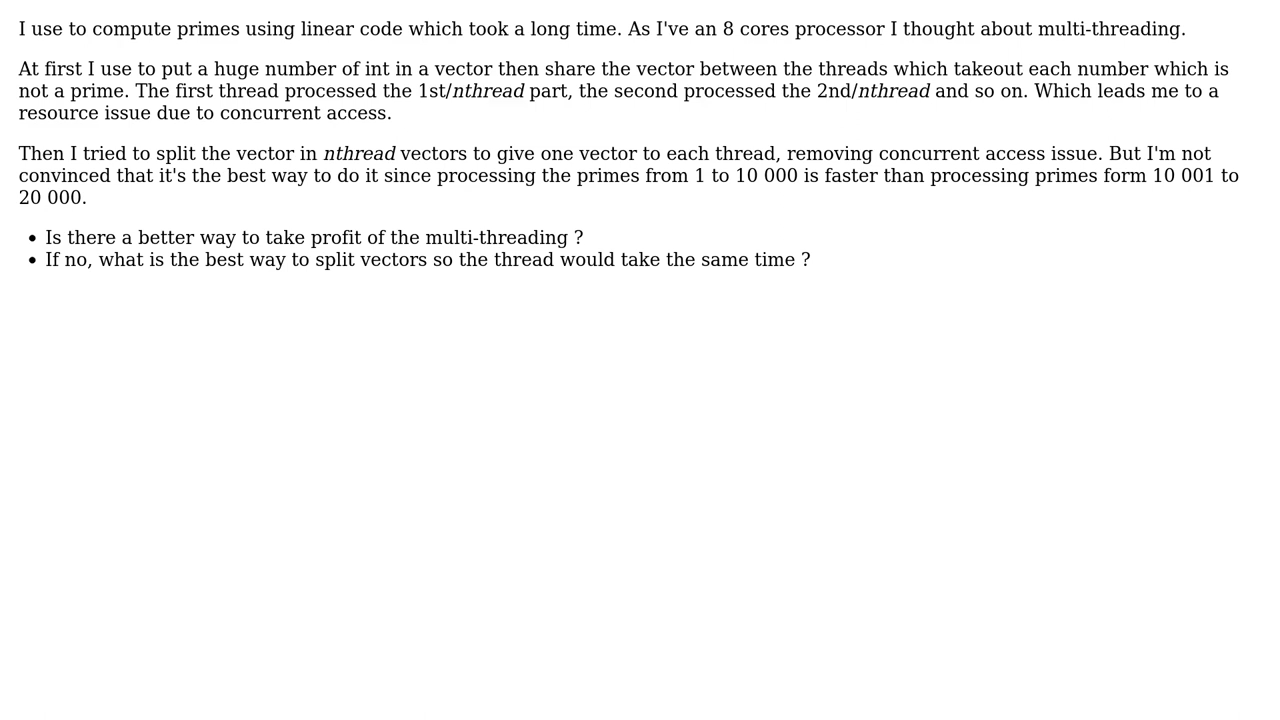 I use to compute primes using linear code which took a long time. As I've an 8 cores processor I thought about multi-threading.
At first I use to put a huge number of int in a vector then share the vector between the threads which takeout each number which is
not a prime. The first thread processed the 1st/nthread part, the second processed the 2nd/nthread and so on. Which leads me to a
resource issue due to concurrent access.
Then I tried to split the vector in nthread vectors to give one vector to each thread, removing concurrent access issue. But I'm not
convinced that it's the best way to do it since processing the primes from 1 to 10 000 is faster than processing primes form 10 001 to
20 000.
• Is there a better way to take profit of the multi-threading ?
• If no, what is the best way to split vectors so the thread would take the same time ?